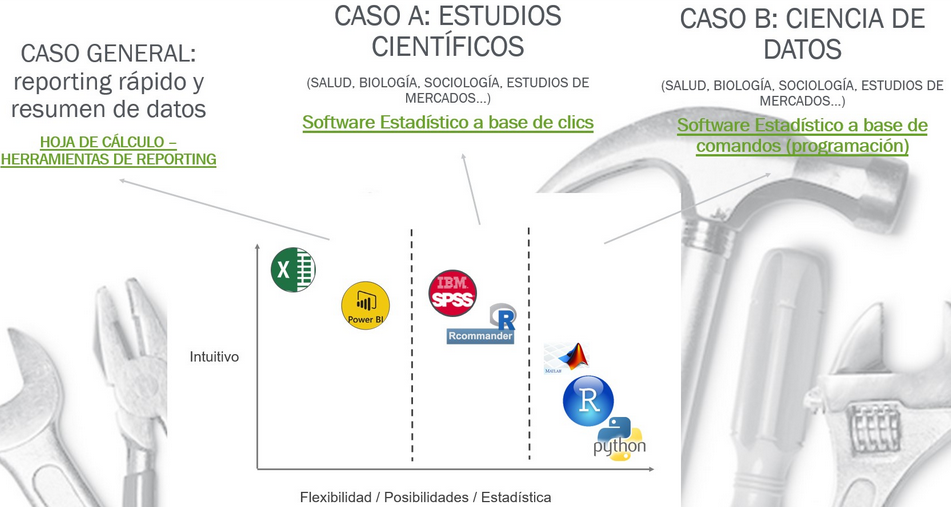 CASO GENERAL:
reporting rápido y
resumen de datos
HOJA DE CÁLCULO –
HERRAMIENTAS DE REPORTING
CASO A: ESTUDIOS
CIENTÍFICOS
(SALUD, BIOLOGÍA, SOCIOLOGÍA, ESTUDIOS DE
MERCADOS...)
Software Estadístico a base de clics
CASO B: CIENCIA DE
DATOS
(SALUD, BIOLOGÍA, SOCIOLOGÍA, ESTUDIOS DE
MERCADOS...)
Software Estadístico a base de
comandos (programación)
X
Power BI
IBM
SPSS
R
Rcommander
Intuitivo
MATLAB
R
python
Flexibilidad / Posibilidades / Estadística